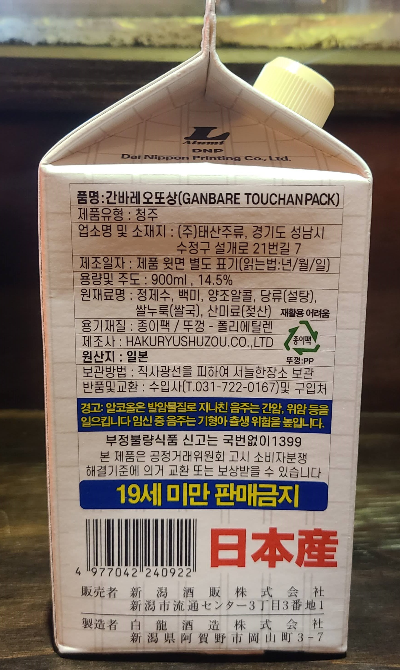 L
Alumi
DNP
Dai Nippon Printing Co., Ltd.
품명:간바레오또상(GANBARE TOUCHAN PACK)
제품유형 : 청주
업소명 및 소재지 : (주)태산주류, 경기도 성남시
수정구 설개로 21번길 7
제조일자 : 제품 윗면 별도 표기(읽는법:년/월/일)
용량및 주도 : 900ml , 14.5%
원재료명 : 정제수, 백미, 양조알콜, 당류(설탕),
쌀누룩(쌀국), 산미료(젖산) 재활용 어려움
용기재질 : 종이팩 / 뚜껑 - 폴리에틸렌
종이팩
제조사 : HAKURYUSHUZOU.CO.,LTD
뚜껑:PP
원산지 : 일본
보관방법 : 직사광선을 피하여 서늘한장소 보관
반품및교환 : 수입사(T.031-722-0167)및 구입처
경고: 알코올은 발암물질로 지나친 음주는 간암, 위암 등을
일으킵니다 임신 중 음주는 기형아 출생 위험을 높입니다.
부정불량식품 신고는 국번없이1399
본 제품은 공정거래위원회 고시 소비자분쟁
해결기준에 의거 교환 또는 보상받을 수 있습니다
19세 미만 판매금지
4 977042 240922
日本産
販売者 新潟酒販株式会社
新潟市流通センター3丁目3番地1
製造者 白龍酒造株式会社
新潟県阿賀野市岡山町3-7